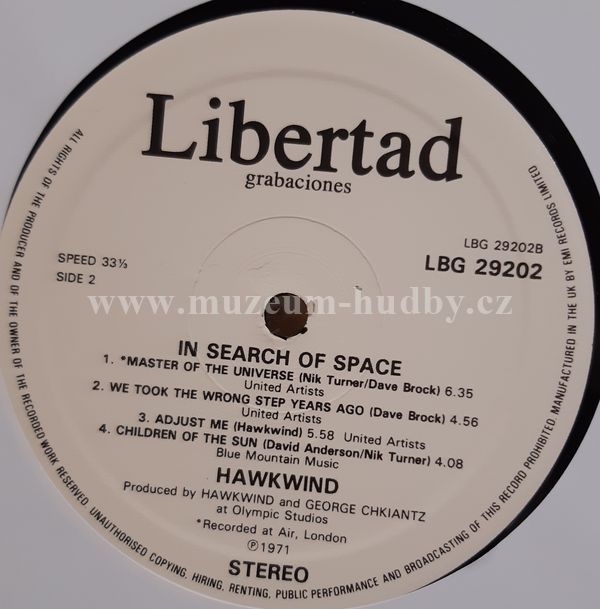 Libertad
grabaciones
LBG 29202B
LBG 29202
SPEED 33⅓
SIDE 2
www.muzeum-hudby.cz
IN SEARCH OF SPACE
1. *MASTER OF THE UNIVERSE (Nik Turner/Dave Brock) 6.35
United Artists
2. WE TOOK THE WRONG STEP YEARS AGO (Dave Brock) 4.56
United Artists
3. ADJUST ME (Hawkwind) 5.58 United Artists
4. CHILDREN OF THE SUN (David Anderson/Nik Turner) 4.08
Blue Mountain Music
HAWKWIND
Produced by HAWKWIND and GEORGE CHKIANTZ
at Olympic Studios
*Recorded at Air, London
℗1971
STEREO
ALL RIGHTS OF THE PRODUCER AND OF THE OWNER OF THE RECORDED WORK RESERVED. UNAUTHORISED COPYING, HIRING, RENTING, PUBLIC PERFORMANCE AND BROADCASTING OF THIS RECORD PROHIBITED. MANUFACTURED IN THE UK BY EMI RECORDS LIMITED